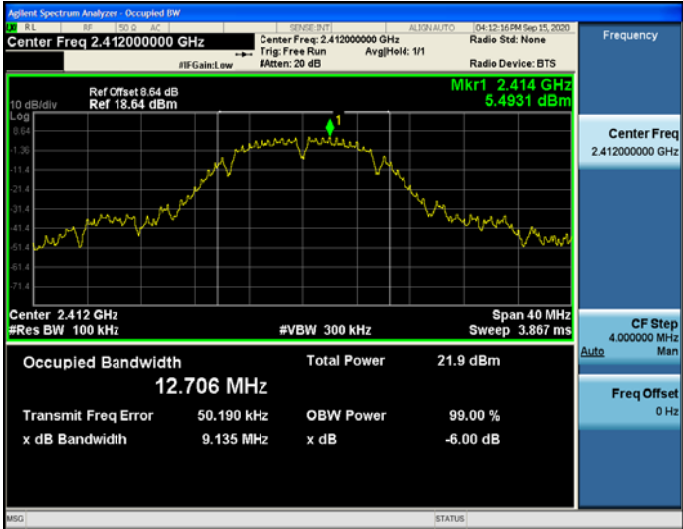 Agilent Spectrum Analyzer - Occupied BW
RL RF 50 Ω AC SENSE:INT ALIGN AUTO 04:12:16 PM Sep 15, 2020
Center Freq 2.412000000 GHz
Center Freq: 2.412000000 GHz
Radio Std: None
Trig: Free Run Avg|Hold: 1/1
#IFGain:Low
#Atten: 20 dB
Radio Device: BTS
Frequency
Ref Offset 8.64 dB
Mkr1 2.414 GHz
10 dB/div Ref 18.64 dBm
5.4931 dBm
Log
8.64
-1.36
-11.4
-21.4
-31.4
-41.4
-51.4
-61.4
-71.4
1
Center Freq
2.412000000 GHz
Center 2.412 GHz Span 40 MHz
#Res BW 100 kHz #VBW 300 kHz Sweep 3.867 ms
CF Step
4.000000 MHz
Auto Man
Freq Offset
0 Hz
Occupied Bandwidth Total Power 21.9 dBm
12.706 MHz
Transmit Freq Error 50.190 kHz OBW Power 99.00 %
x dB Bandwidth 9.135 MHz x dB -6.00 dB
MSG STATUS